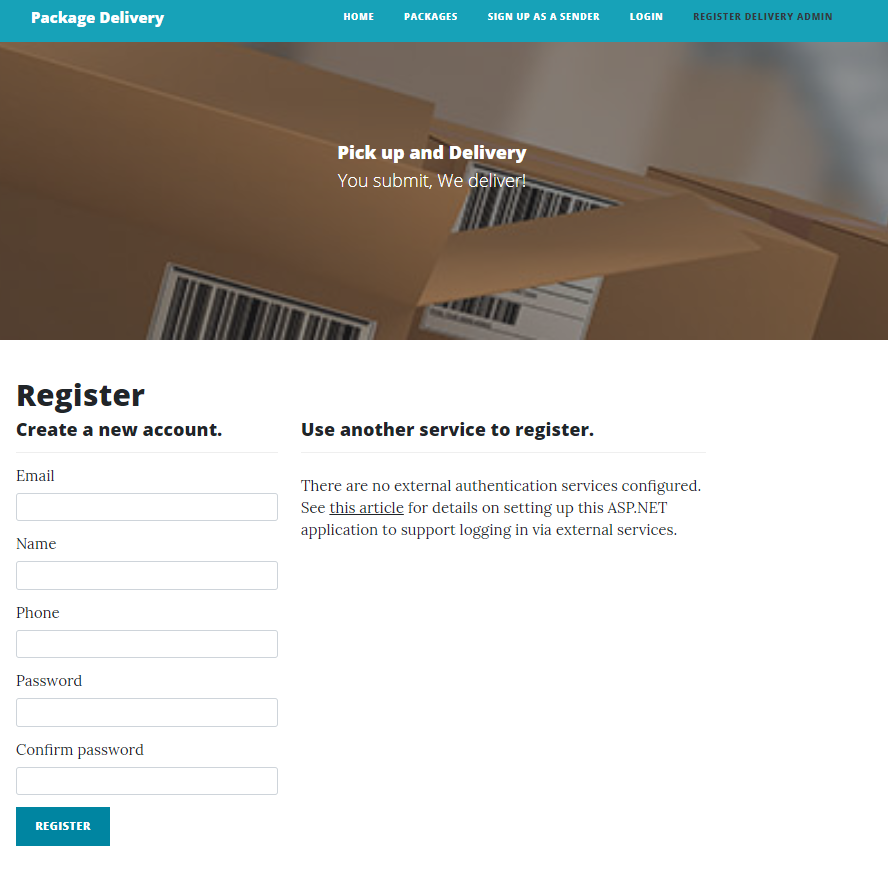 Package Delivery
HOME PACKAGES SIGN UP AS A SENDER LOGIN REGISTER DELIVERY ADMIN
Pick up and Delivery
You submit, We deliver!
Register
Create a new account.
Email
Name
Phone
Password
Confirm password
REGISTER
Use another service to register.
There are no external authentication services configured.
See this article for details on setting up this ASP.NET
application to support logging in via external services.